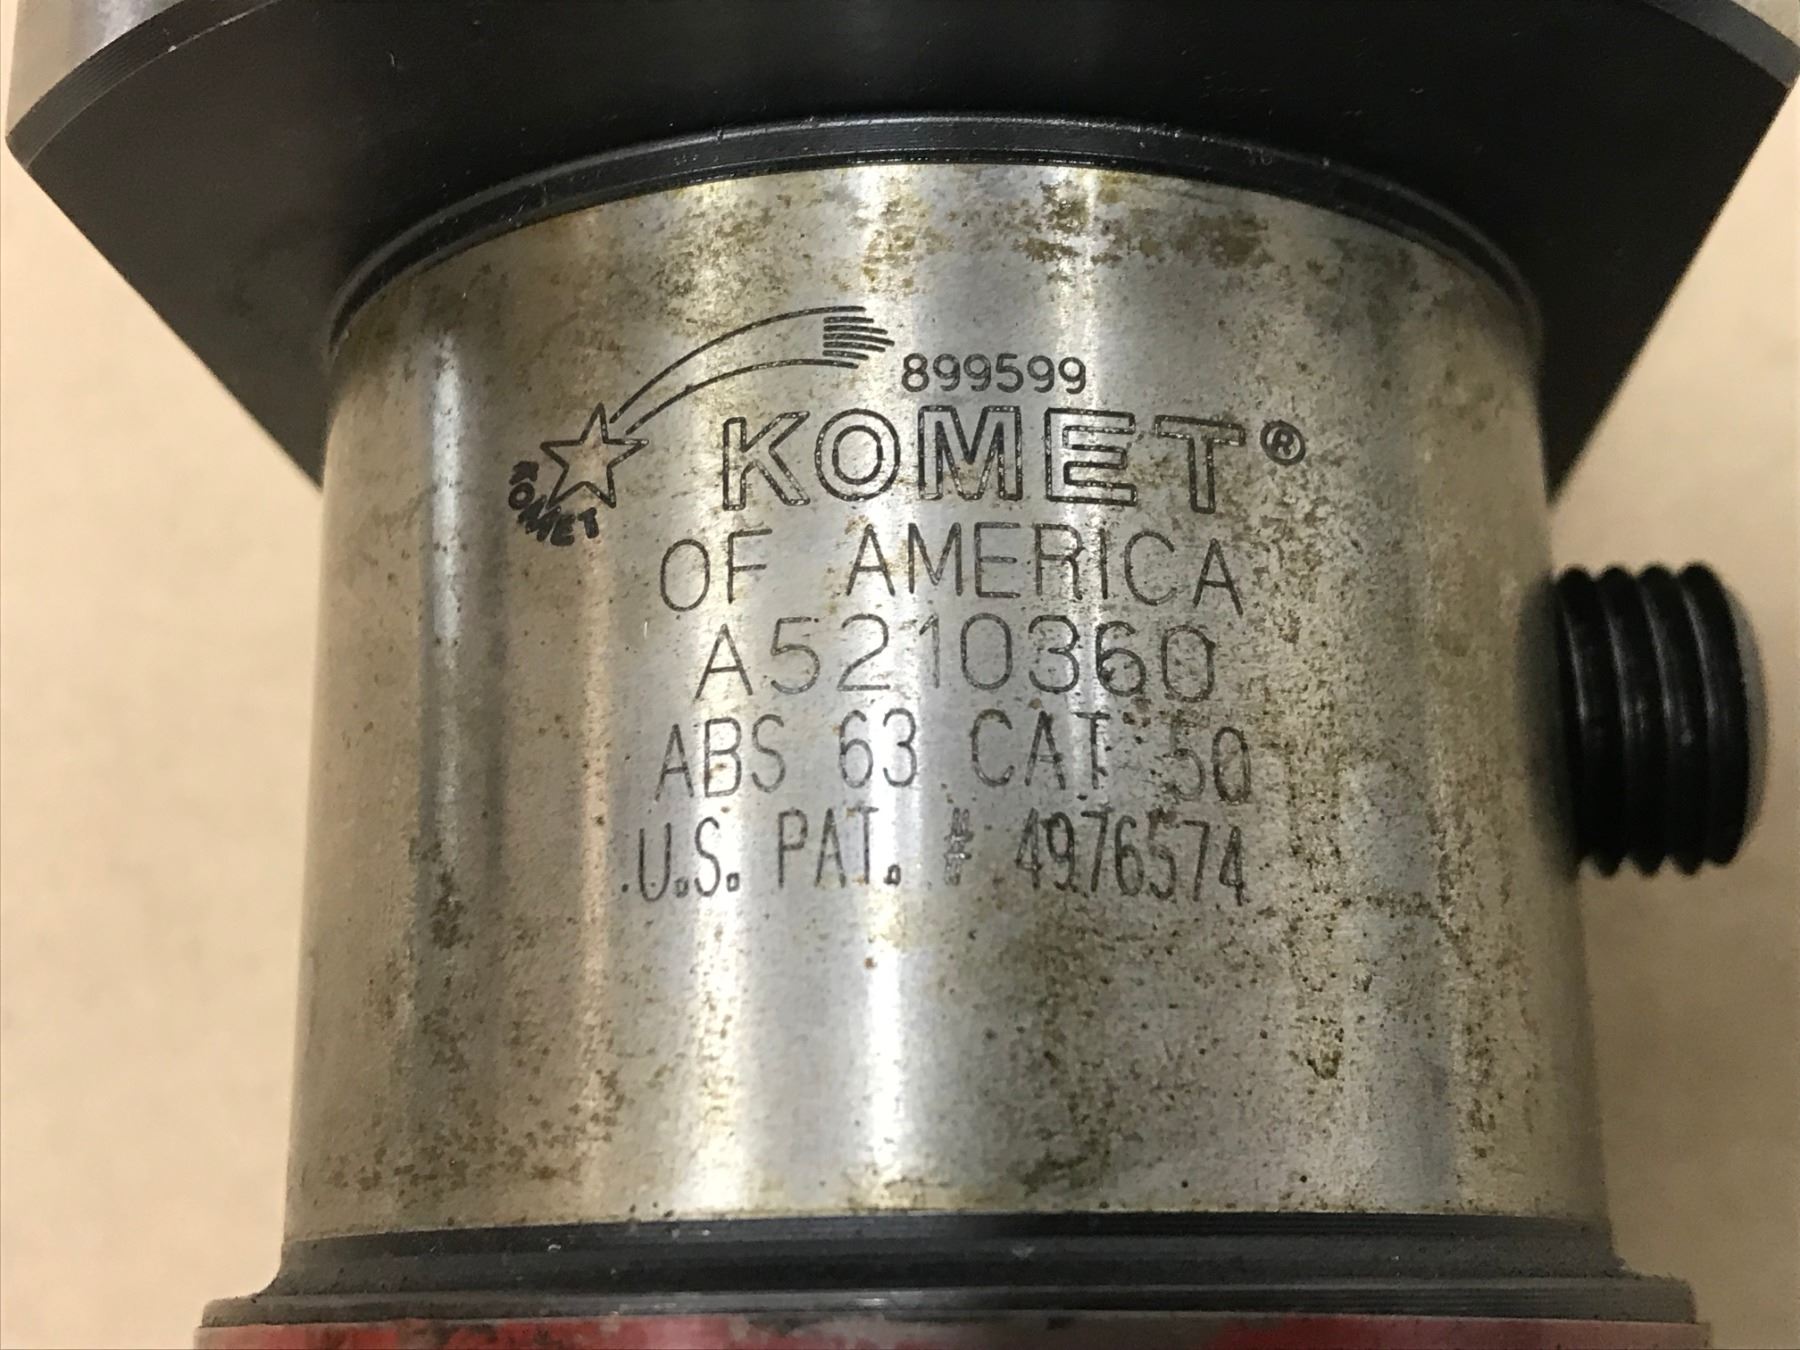 899599
KOMET®
KOMET
OF AMERICA
A5210360
ABS 63 CAT 50
U.S. PAT. # 4976574